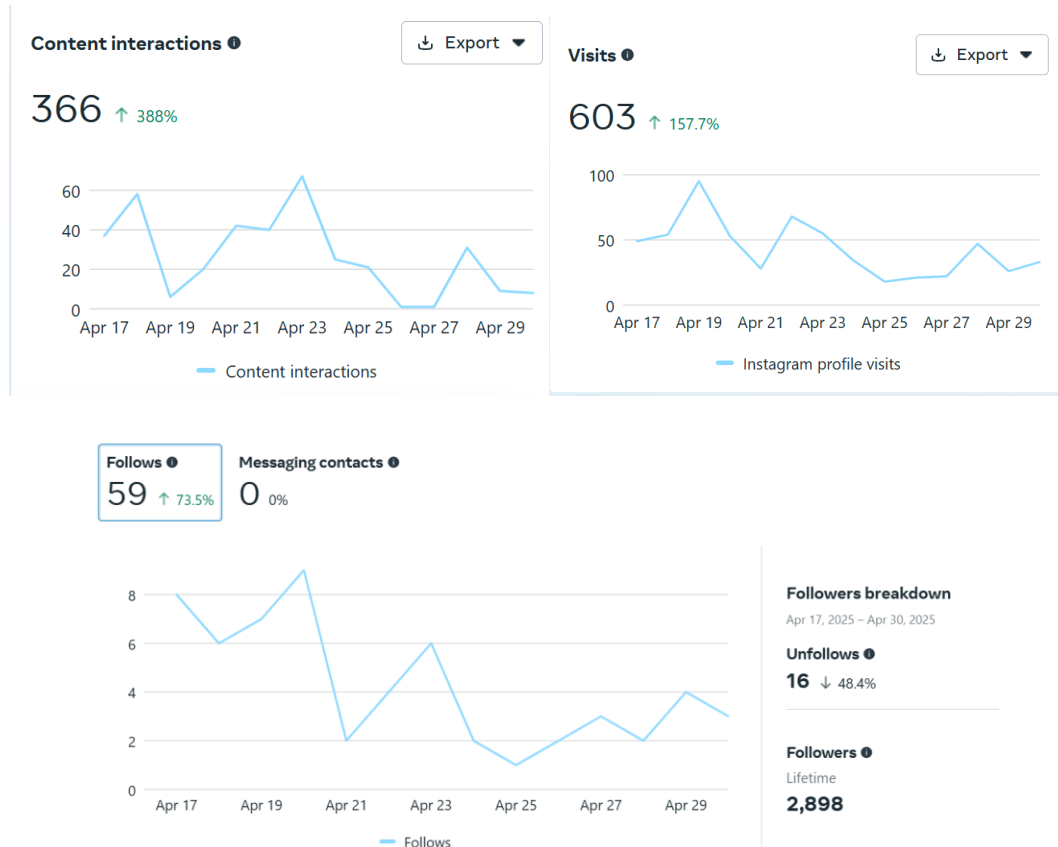 Content interactions
Export
366 ↑ 388%
60
40
20
0
Apr 17 Apr 19 Apr 21 Apr 23 Apr 25 Apr 27 Apr 29
Content interactions
Visits
Export
603 ↑ 157.7%
100
50
0
Apr 17 Apr 19 Apr 21 Apr 23 Apr 25 Apr 27 Apr 29
Instagram profile visits
Follows
59 ↑ 73.5%
Messaging contacts
0 0%
8
6
4
2
0
Apr 17 Apr 19 Apr 21 Apr 23 Apr 25 Apr 27 Apr 29
Follows
Followers breakdown
Apr 17, 2025 – Apr 30, 2025
Unfollows
16 ↓ 48.4%
Followers
Lifetime
2,898